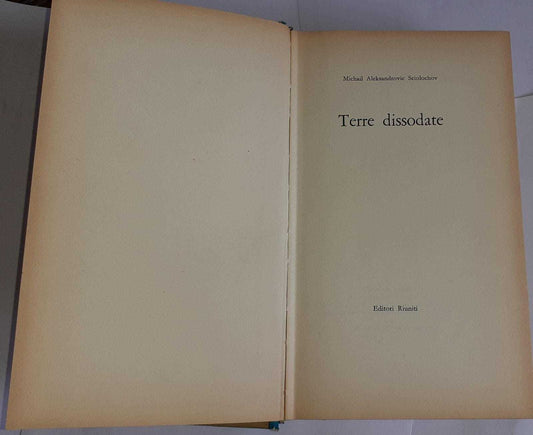 Michail Aleksandrovic Sciolochov
Terre dissodate
Editori Riuniti